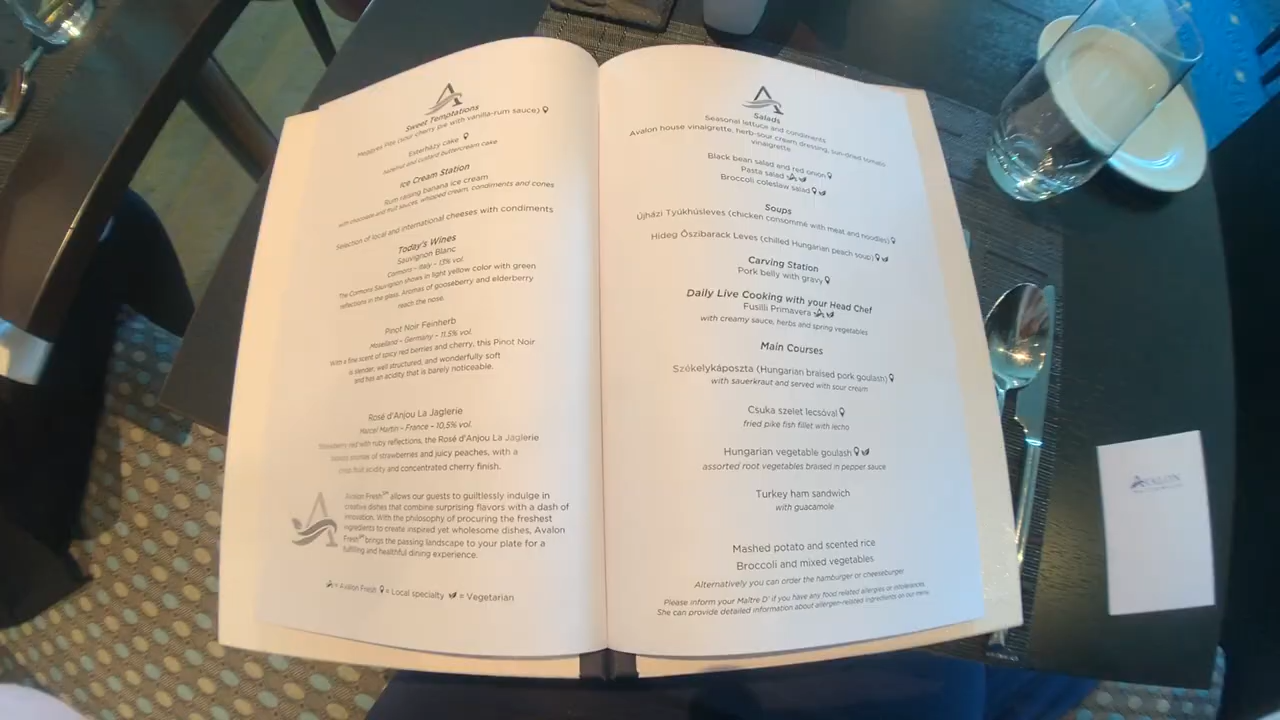 Sweet Temptations
Meggyes Pite (sour cherry pie with vanilla-rum sauce)
Esterházy cake
hazelnut and custard buttercream cake
Ice Cream Station
Rum raising banana ice cream
with chocolate and fruit sauces, whipped cream, condiments and cones
Selection of local and international cheeses with condiments
Today's Wines
Sauvignon Blanc
Cormons – Italy – 13% vol.
The Cormons Sauvignon shows in light yellow color with green
reflections in the glass. Aromas of gooseberry and elderberry
reach the nose.
Pinot Noir Feinherb
Moselland – Germany – 11.5% vol.
With a fine scent of spicy red berries and cherry, this Pinot Noir
is slender, well structured, and wonderfully soft
and has an acidity that is barely noticeable.
Rosé d'Anjou La Jaglerie
Marcel Martin – France – 10,5% vol.
Strawberry red with ruby reflections, the Rosé d'Anjou La Jaglerie
aromas of strewberries and juicy peaches, with a
crisp fruit acidity and concentrated cherry finish.
Avalon Fresh℠ allows our guests to guiltlessly indulge in
creative dishes that combine surprising flavors with a dash of
innovation. With the philosophy of procuring the freshest
ingredients to create inspired yet wholesome dishes, Avalon
Fresh℠ brings the passing landscape to your plate for a
fulfilling and healthful dining experience.
= Avalon Fresh = Local specialty = Vegetarian
Salads
Seasonal lettuce and condiments
Avalon house vinaigrette, herb-sour cream dressing, sun-dried tomato
vinaigrette
Black bean salad and red onion
Pasta salad
Broccoli coleslaw salad
Soups
Újházi Tyúkhúsleves (chicken consomme with meat and noodles)
Hideg Őszibarack Leves (chilled Hungarian peach soup)
Carving Station
Pork belly with gravy
Daily Live Cooking with your Head Chef
Fusilli Primavera
with creamy sauce, herbs and spring vegetables
Main Courses
Székelykáposzta (Hungarian braised pork goulash)
with sauerkraut and served with sour cream
Csuka szelet lecsóval
fried pike fish fillet with lecho
Hungarian vegetable goulash
assorted root vegetables braised in pepper sauce
Turkey ham sandwich
with guacamole
Mashed potato and scented rice
Broccoli and mixed vegetables
Alternatively you can order the hamburger or cheeseburger
Please inform your Maître D' if you have any food related allergies or intolerances.
She can provide detailed information about allergen-related ingredients on our menu.
AVALON